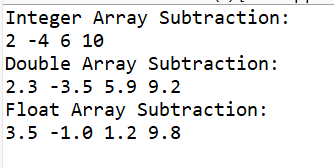 Integer Array Subtraction:
2 -4 6 10
Double Array Subtraction:
2.3 -3.5 5.9 9.2
Float Array Subtraction:
3.5 -1.0 1.2 9.8